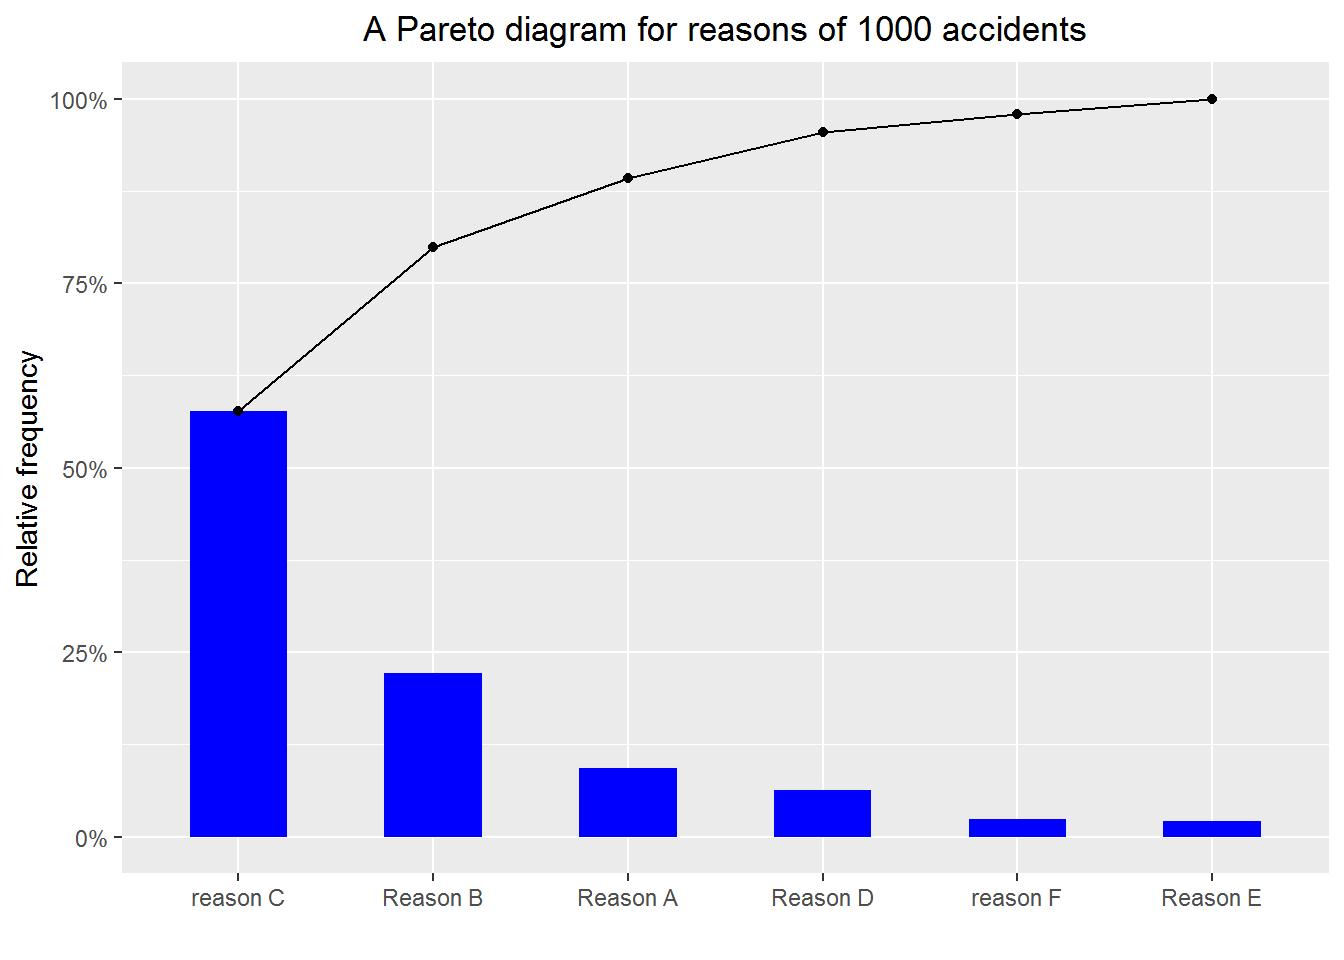 A Pareto diagram for reasons of 1000 accidents
100%
75%
50%
25%
0%
Relative frequency
reason C
Reason B
Reason A
Reason D
reason F
Reason E